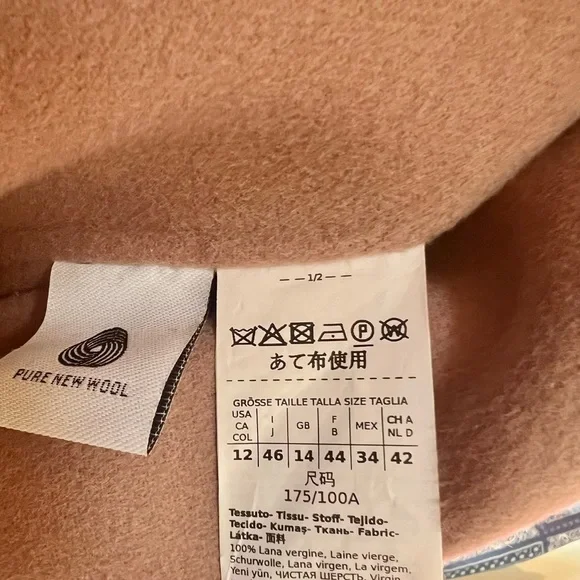 PURE NEW WOOL
1/2
P
W
あて布使用
GRÖSSE TAILLE TALLA SIZE TAGLIA
USA CA COL
I J
GB
F B
MEX
CH A NL D
12 46 14 44 34 42
尺码
175/100A
Tessuto- Tissu- Stoff- Tejido-
Tecido- Kumaş- Ткань- Fabric-
Látka- 面料
100% Lana vergine, Laine vierge,
Schurwolle, Lana virgen, La virgem,
Yeni yün, ЧИСТАЯ ШЕРСТЬ, Virgin